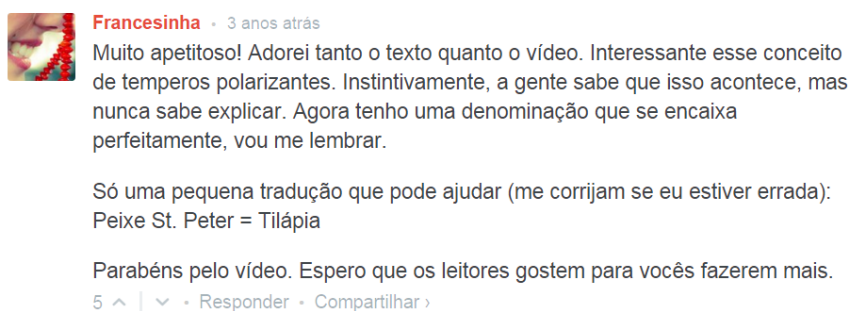 Francesinha • 3 anos atrás
Muito apetitoso! Adorei tanto o texto quanto o vídeo. Interessante esse conceito
de temperos polarizantes. Instintivamente, a gente sabe que isso acontece, mas
nunca sabe explicar. Agora tenho uma denominação que se encaixa
perfeitamente, vou me lembrar.
Só uma pequena tradução que pode ajudar (me corrijam se eu estiver errada):
Peixe St. Peter = Tilápia
Parabéns pelo vídeo. Espero que os leitores gostem para vocês fazerem mais.
5 • Responder • Compartilhar ›